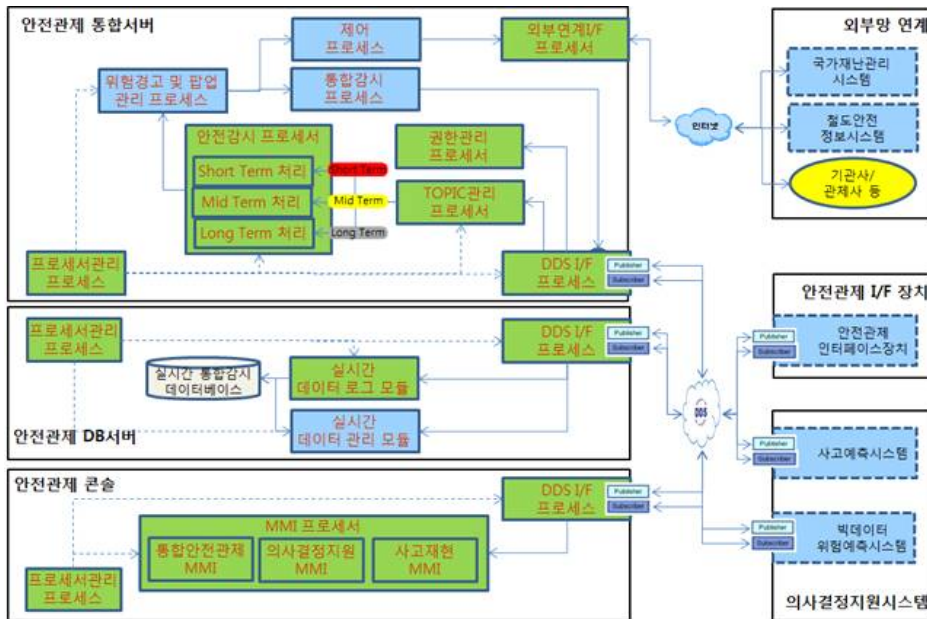 안전관제 통합서버
제어
프로세스
외부연계I/F
프로세서
위험경고 및 팝업
관리 프로세스
통합감시
프로세스
안전감시 프로세서
Short Term 처리
Mid Term 처리
Long Term 처리
Short Term
Mid Term
Long Term
권한관리
프로세서
TOPIC관리
프로세서
프로세서관리
프로세스
DDS I/F
프로세스
Publisher
Subscriber
인터넷
외부망 연계
국가재난관리
시스템
철도안전
정보시스템
기관사/
관제사 등
프로세서관리
프로세스
DDS I/F
프로세스
Publisher
Subscriber
실시간 통합감시
데이터베이스
실시간
데이터 로그 모듈
실시간
데이터 관리 모듈
안전관제 DB서버
DDS
안전관제 I/F 장치
Publisher
Subscriber
안전관제
인터페이스장치
안전관제 콘솔
DDS I/F
프로세스
Publisher
Subscriber
MMI 프로세서
통합안전관제
MMI
의사결정지원
MMI
사고재현
MMI
프로세서관리
프로세스
Publisher
Subscriber
사고예측시스템
Publisher
Subscriber
빅데이터
위험예측시스템
의사결정지원시스템